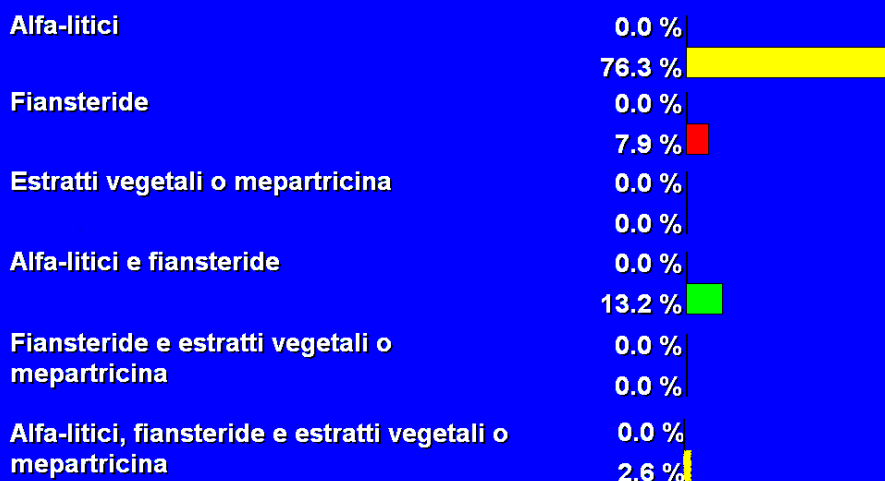 Alfa-litici 0.0 %
76.3 %
Fiansteride 0.0 %
7.9 %
Estratti vegetali o mepartricina 0.0 %
0.0 %
Alfa-litici e fiansteride 0.0 %
13.2 %
Fiansteride e estratti vegetali o 0.0 %
mepartricina 0.0 %
Alfa-litici, fiansteride e estratti vegetali o 0.0 %
mepartricina 2.6 %